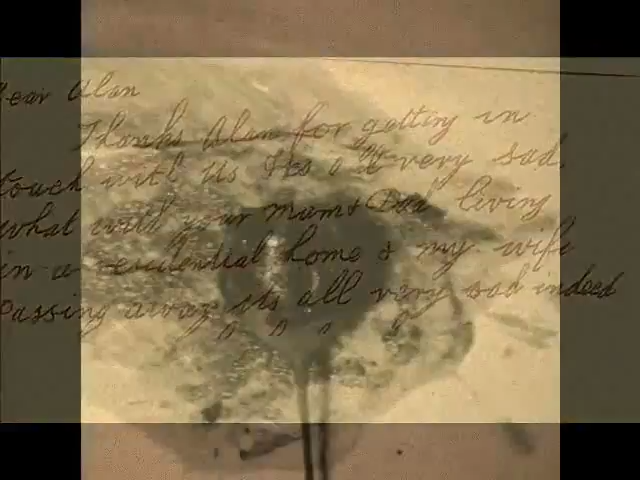 Dear Alan
Thanks Alan for getting in
touch with us Its a very sad
what with your mum & Dad living
in a residential home & my wife
passing away its all very sad indeed